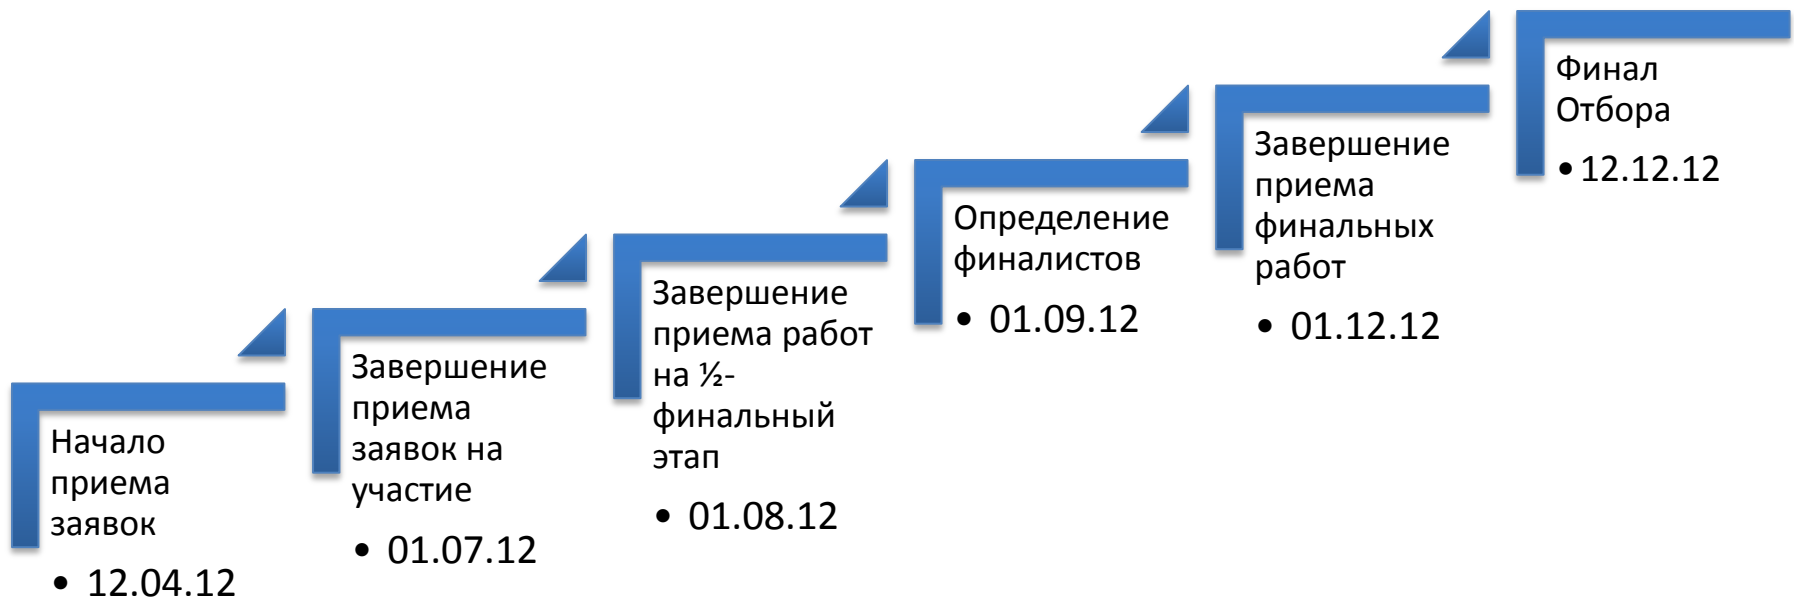 Начало
приема
заявок
• 12.04.12
Завершение
приема
заявок на
участие
• 01.07.12
Завершение
приема работ
на ½-
финальный
этап
• 01.08.12
Определение
финалистов
• 01.09.12
Завершение
приема
финальных
работ
• 01.12.12
Финал
Отбора
• 12.12.12